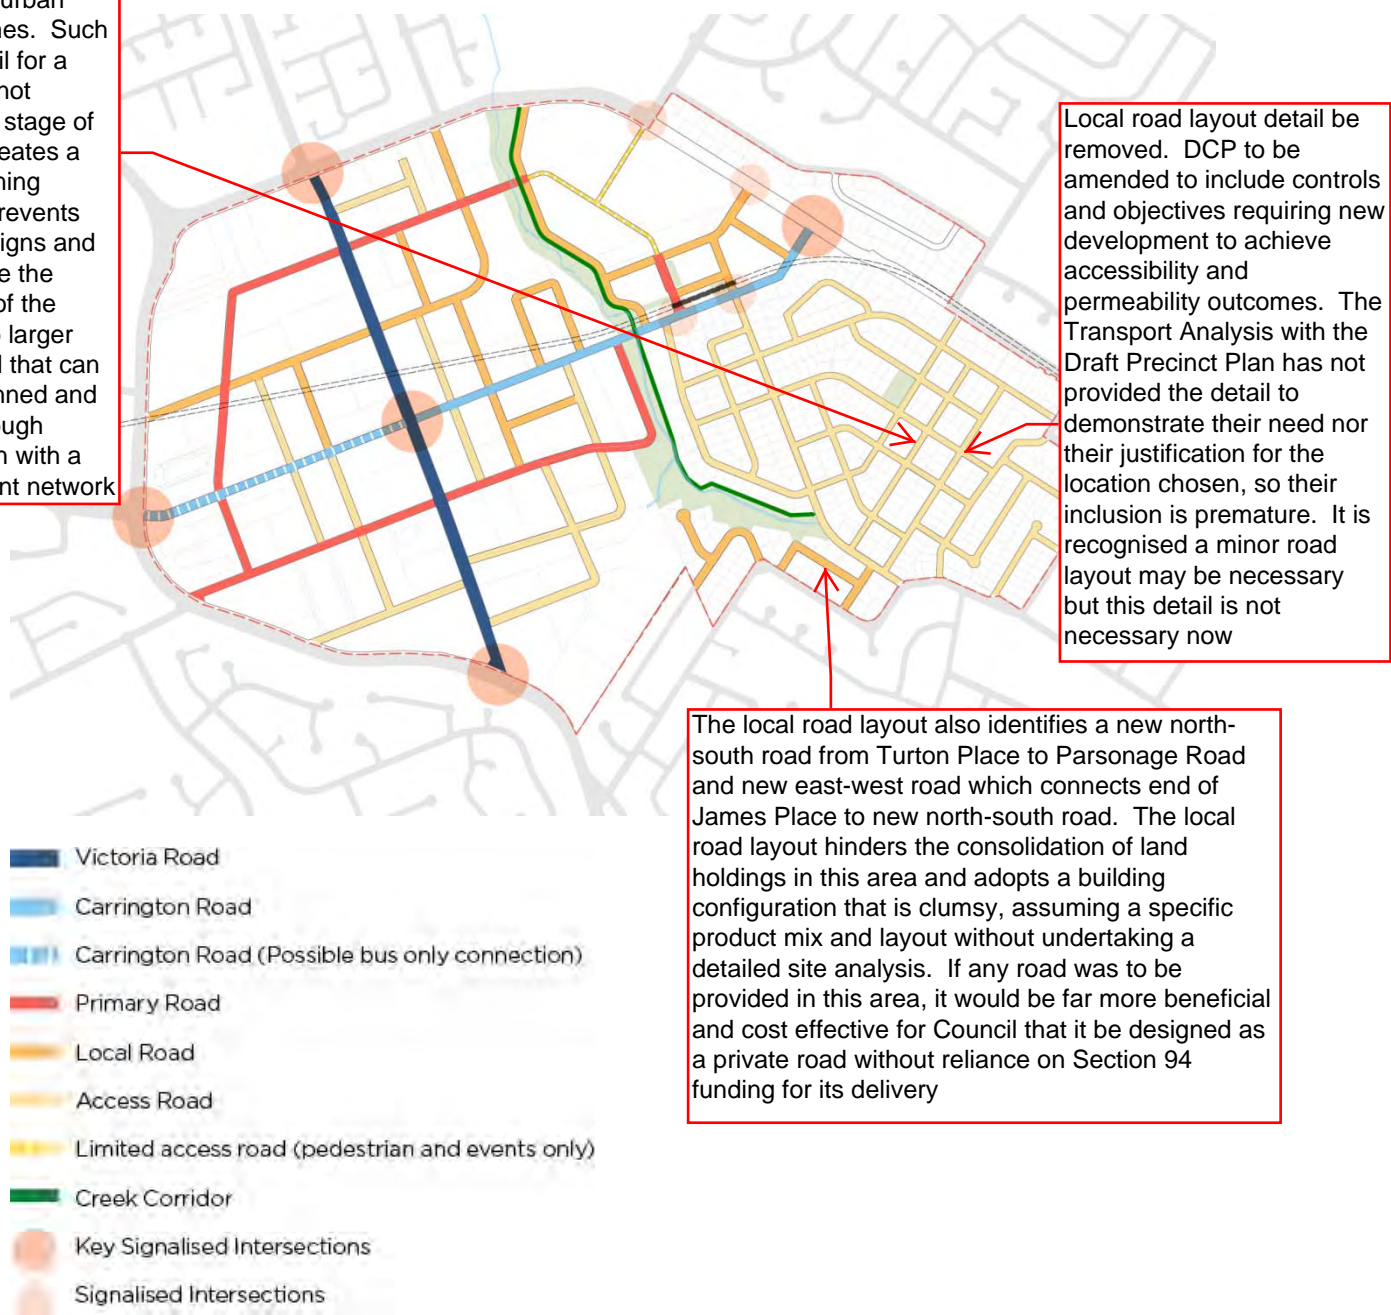 urban
nes.  Such
il for a
not
stage of
eates a
ning
revents
igns and
e the
of the
o larger
d that can
nned and
ough
n with a
nt network
Local road layout detail be
removed.  DCP to be
amended to include controls
and objectives requiring new
development to achieve
accessibility and
permeability outcomes.  The
Transport Analysis with the
Draft Precinct Plan has not
provided the detail to
demonstrate their need nor
their justification for the
location chosen, so their
inclusion is premature.  It is
recognised a minor road
layout may be necessary
but this detail is not
necessary now
The local road layout also identifies a new north-
south road from Turton Place to Parsonage Road
and new east-west road which connects end of
James Place to new north-south road.  The local
road layout hinders the consolidation of land
holdings in this area and adopts a building
configuration that is clumsy, assuming a specific
product mix and layout without undertaking a
detailed site analysis.  If any road was to be
provided in this area, it would be far more beneficial
and cost effective for Council that it be designed as
a private road without reliance on Section 94
funding for its delivery
Victoria Road
Carrington Road
Carrington Road (Possible bus only connection)
Primary Road
Local Road
Access Road
Limited access road (pedestrian and events only)
Creek Corridor
Key Signalised Intersections
Signalised Intersections